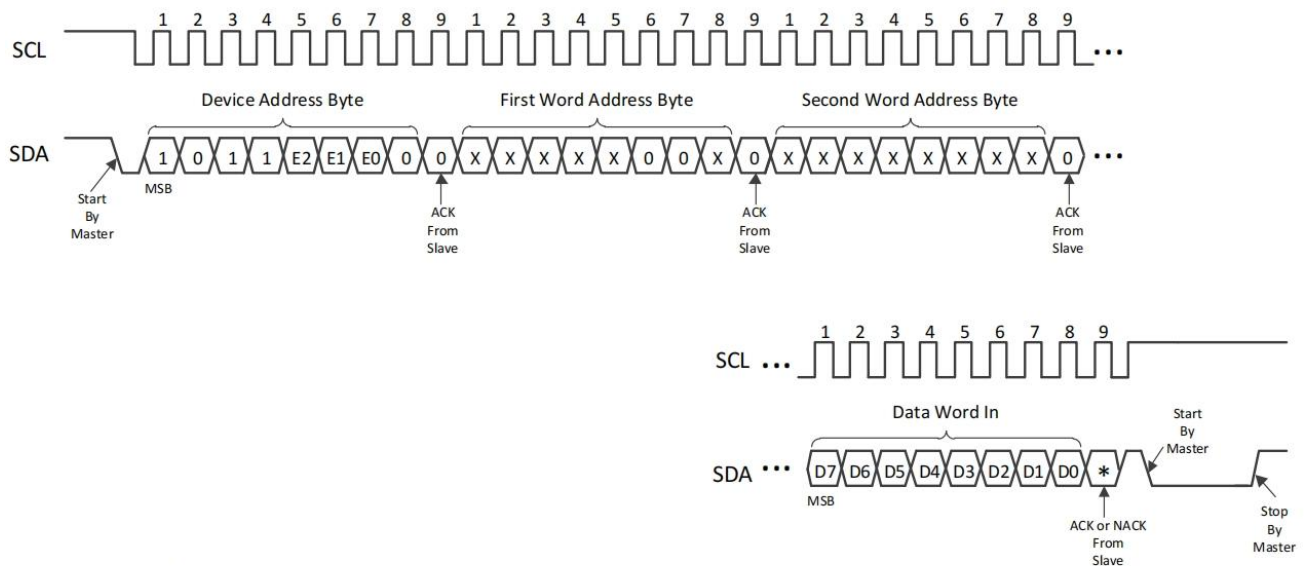 1 2 3 4 5 6 7 8 9 1 2 3 4 5 6 7 8 9 1 2 3 4 5 6 7 8 9
SCL ...
Device Address Byte First Word Address Byte Second Word Address Byte
SDA 1 0 1 1 E2 E1 E0 0 0 X X X X X 0 0 X 0 X X X X X X X X 0 ...
MSB
Start
By
Master
ACK
From
Slave
ACK
From
Slave
ACK
From
Slave
1 2 3 4 5 6 7 8 9
SCL ...
Data Word In
Start
By
Master
SDA ... D7 D6 D5 D4 D3 D2 D1 D0 *
MSB
ACK or NACK
From
Slave
Stop
By
Master